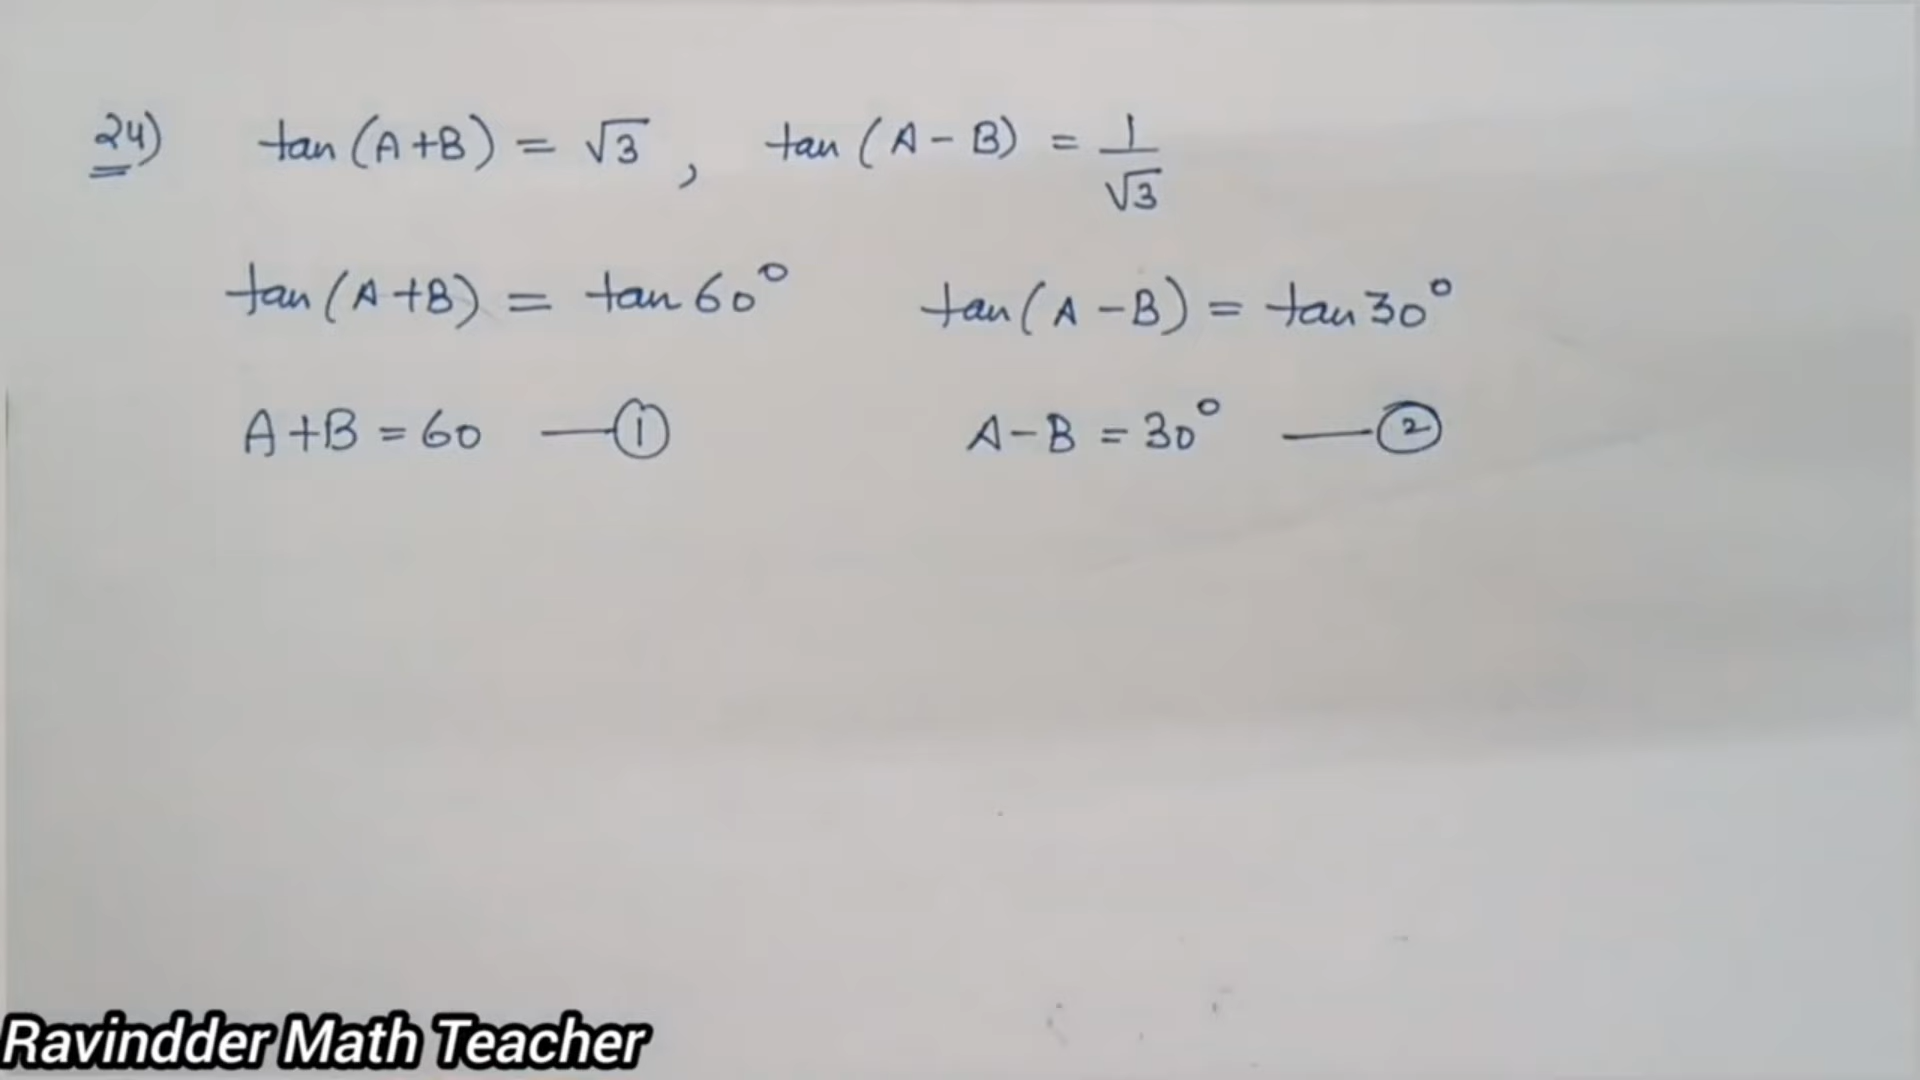 24) tan (A+B) = √3 , tan (A - B) = 1/√3
tan (A+B) = tan 60° tan (A - B) = tan 30°
A+B = 60 —① A-B = 30° —②
Ravindder Math Teacher